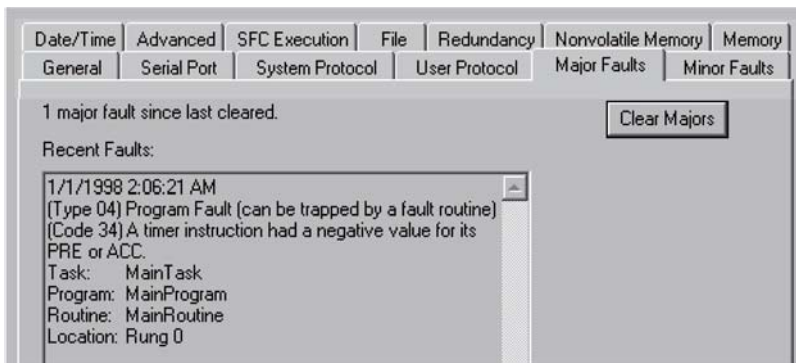 Date/Time Advanced SFC Execution File Redundancy Nonvolatile Memory Memory
General Serial Port System Protocol User Protocol Major Faults Minor Faults
1 major fault since last cleared.
Clear Majors
Recent Faults:
1/1/1998 2:06:21 AM
(Type 04) Program Fault (can be trapped by a fault routine)
(Code 34) A timer instruction had a negative value for its
PRE or ACC.
Task: MainTask
Program: MainProgram
Routine: MainRoutine
Location: Rung 0